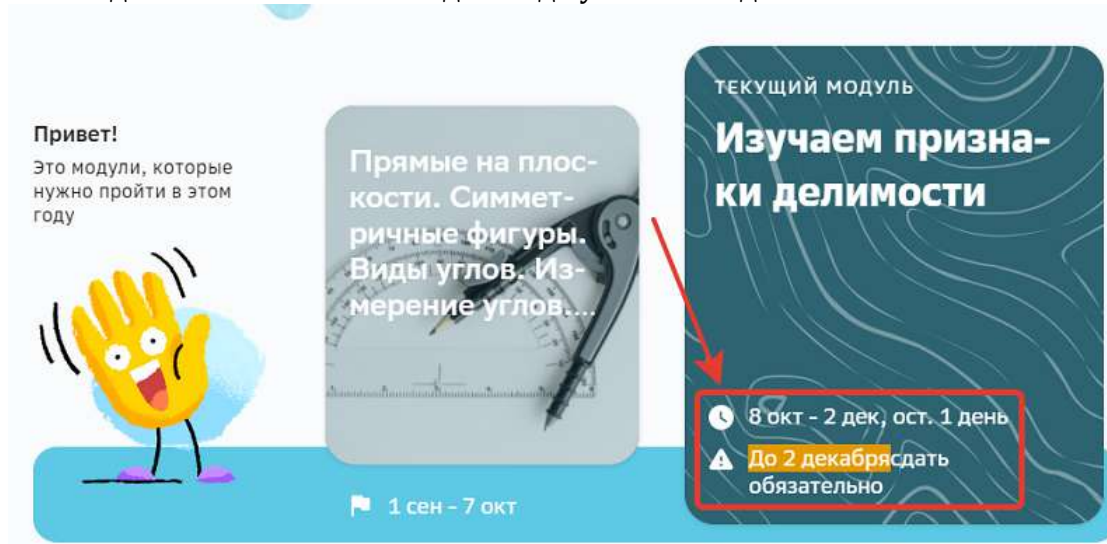 Привет!
Это модули, которые
нужно пройти в этом
году
Прямые на плос-
кости. Симмет-
ричные фигуры.
Виды углов. Из-
мерение углов....
1 сен - 7 окт
ТЕКУЩИЙ МОДУЛЬ
Изучаем призна-
ки делимости
8 окт - 2 дек, ост. 1 день
До 2 декабрясдать
обязательно